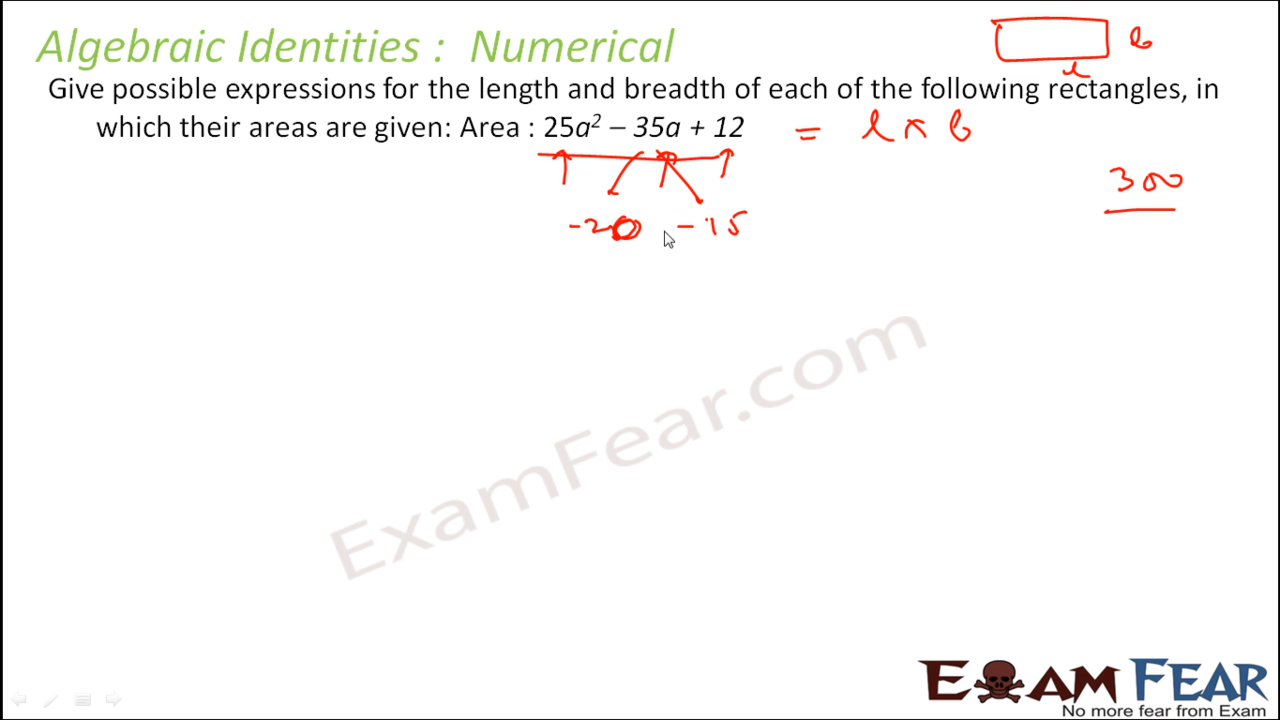 Algebraic Identities : Numerical
b
l
Give possible expressions for the length and breadth of each of the following rectangles, in
which their areas are given: Area : 25a² – 35a + 12 = l × b
300
-20 -15
ExamFear.com
EXAM FEAR
No more fear from Exam